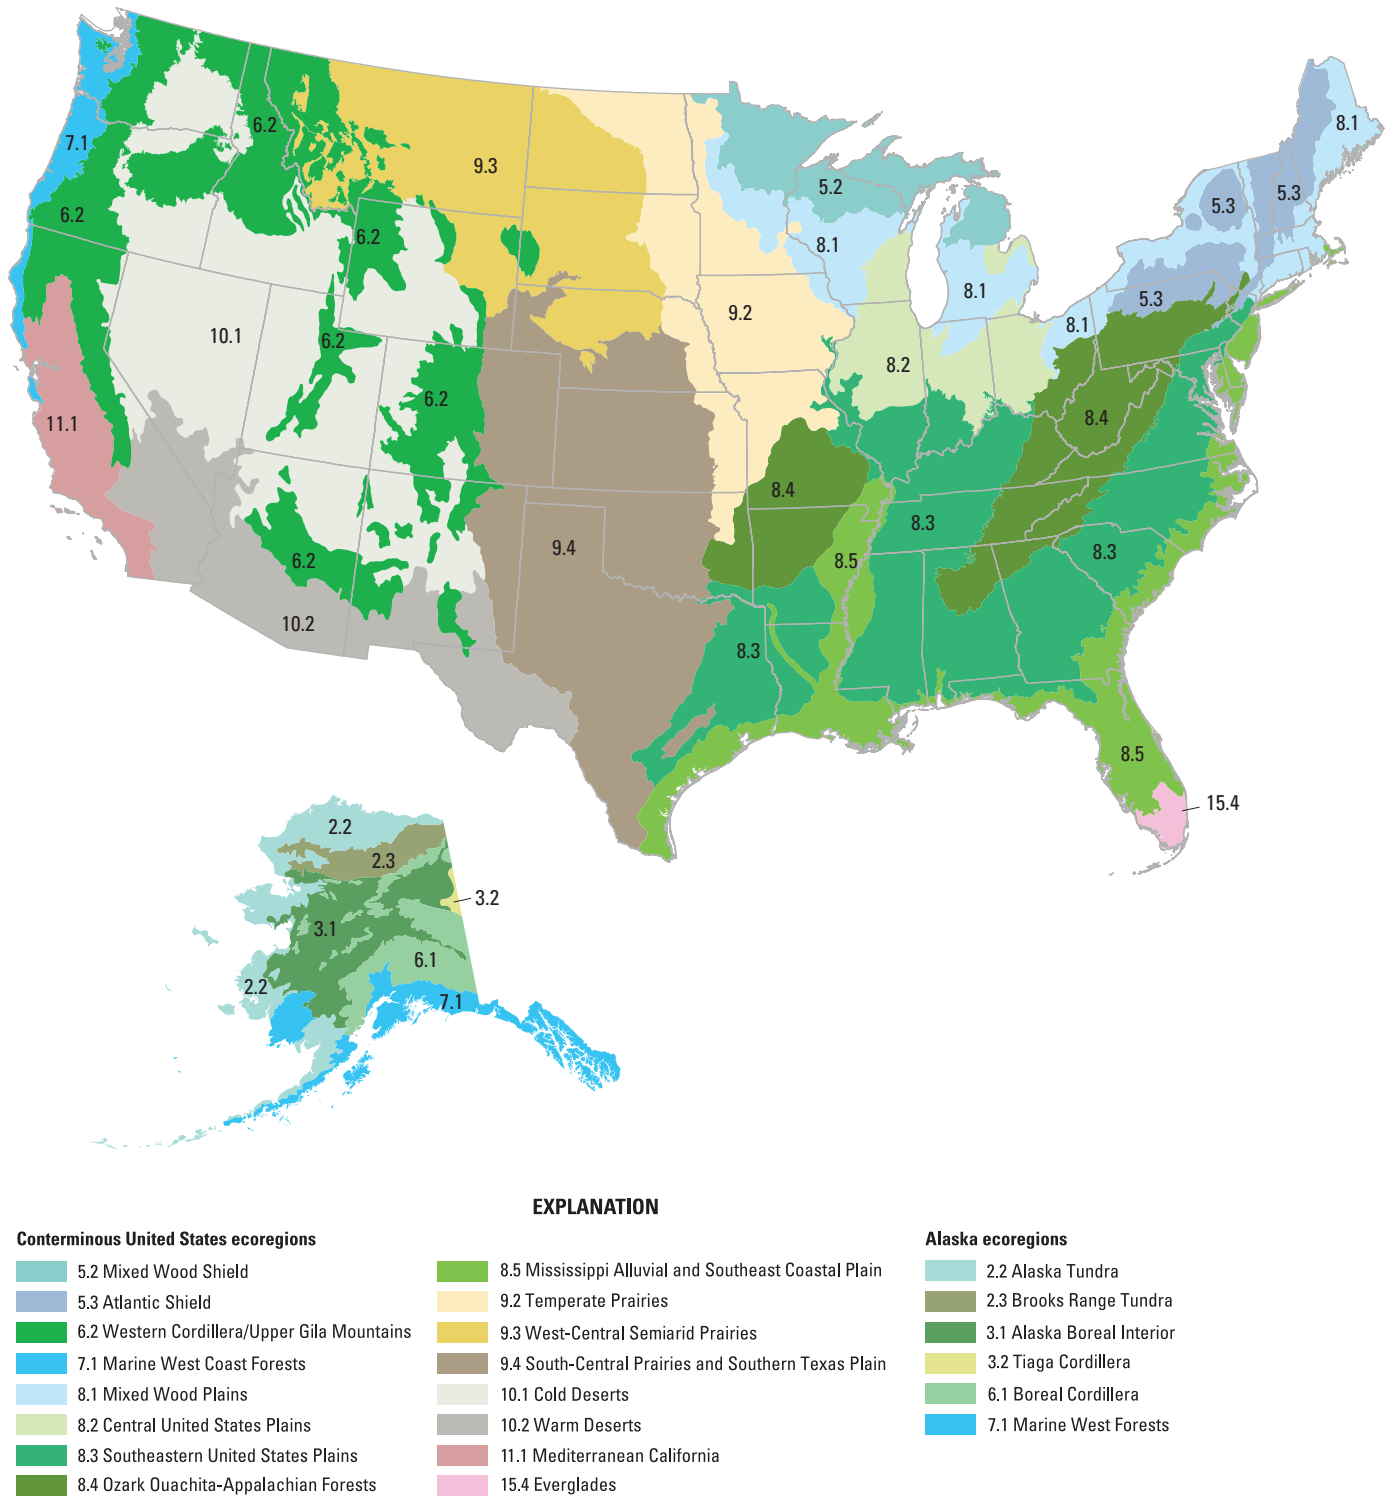 7.1
6.2
9.3
5.2
8.1
5.3
5.3
6.2
6.2
8.1
8.1
5.3
8.1
9.2
10.1
6.2
8.2
6.2
11.1
8.4
8.4
8.3
8.3
9.4
6.2
8.5
10.2
8.3
8.5
15.4
2.2
2.3
3.2
3.1
6.1
2.2
7.1
EXPLANATION
Conterminous United States ecoregions
5.2 Mixed Wood Shield
5.3 Atlantic Shield
6.2 Western Cordillera/Upper Gila Mountains
7.1 Marine West Coast Forests
8.1 Mixed Wood Plains
8.2 Central United States Plains
8.3 Southeastern United States Plains
8.4 Ozark Ouachita-Appalachian Forests
8.5 Mississippi Alluvial and Southeast Coastal Plain
9.2 Temperate Prairies
9.3 West-Central Semiarid Prairies
9.4 South-Central Prairies and Southern Texas Plain
10.1 Cold Deserts
10.2 Warm Deserts
11.1 Mediterranean California
15.4 Everglades
Alaska ecoregions
2.2 Alaska Tundra
2.3 Brooks Range Tundra
3.1 Alaska Boreal Interior
3.2 Tiaga Cordillera
6.1 Boreal Cordillera
7.1 Marine West Forests